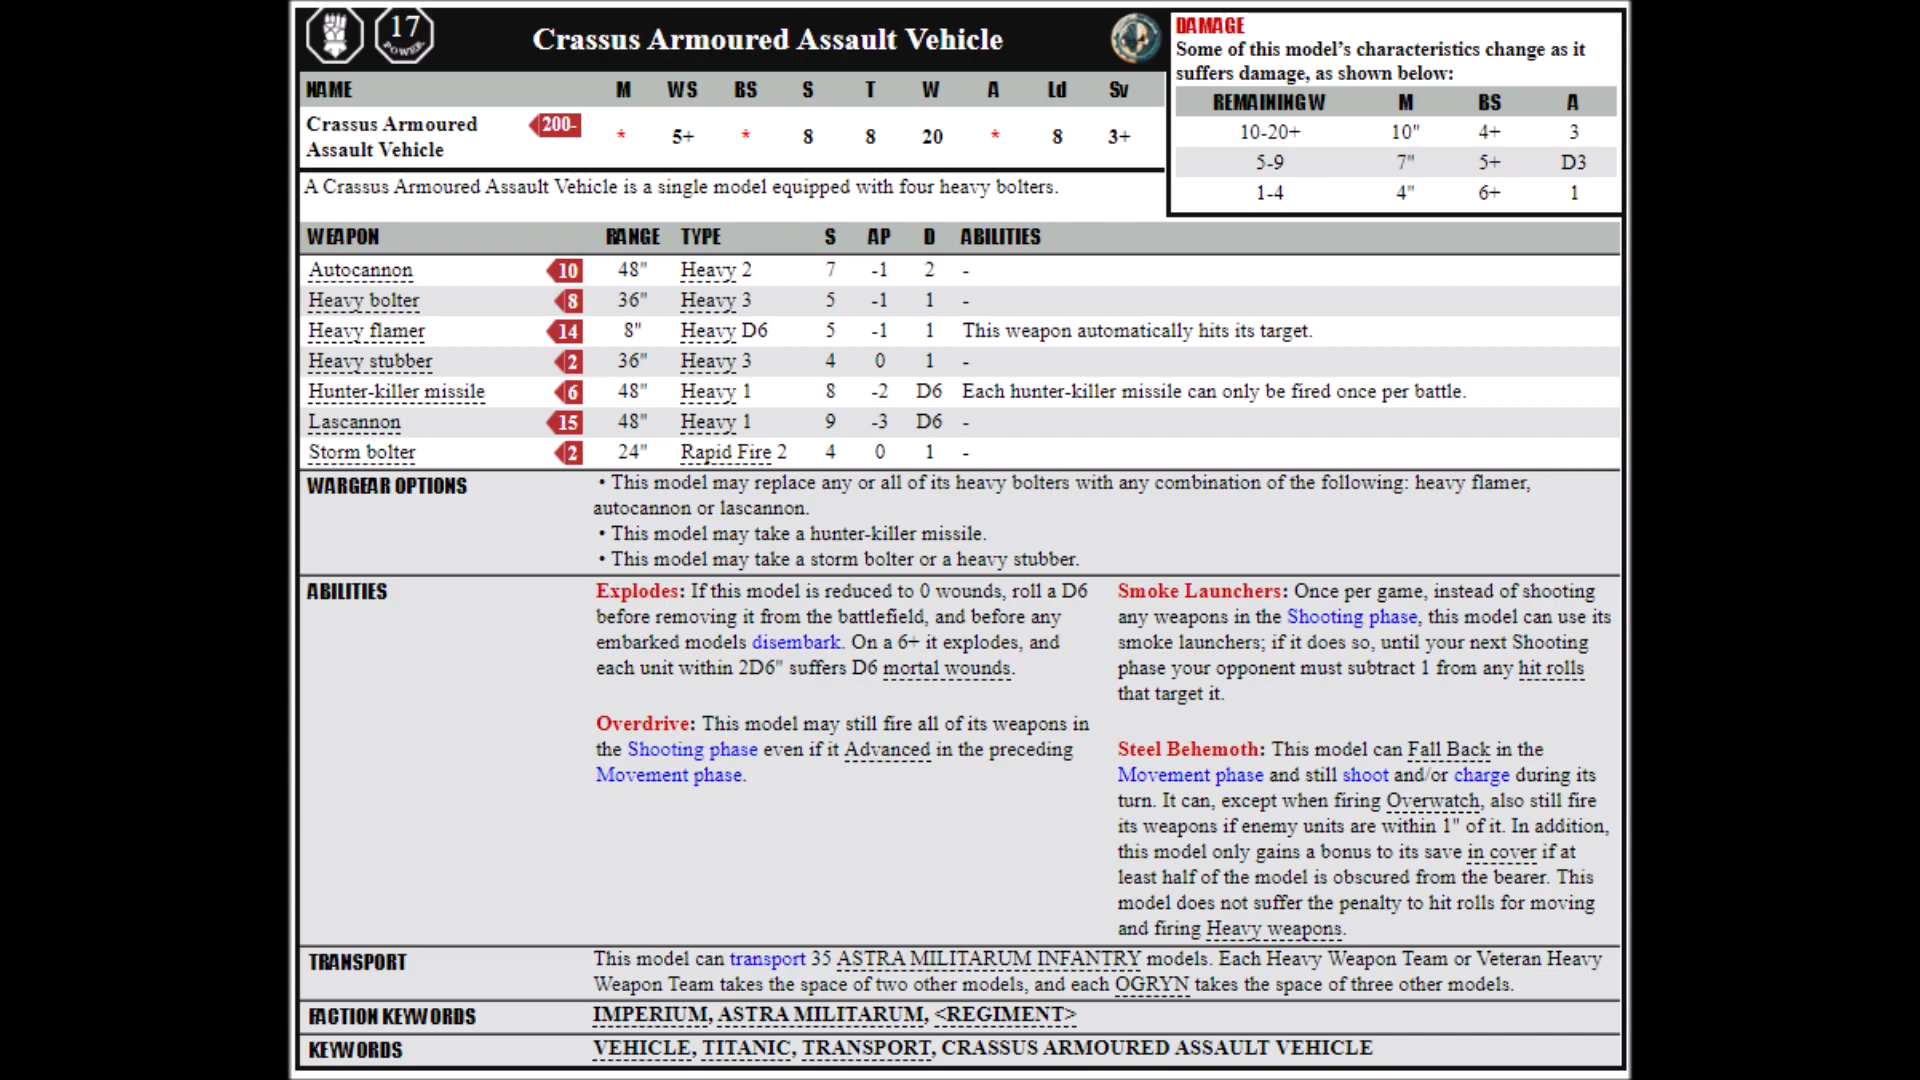 17
POWER
Crassus Armoured Assault Vehicle
DAMAGE
Some of this model's characteristics change as it
suffers damage, as shown below:
REMAINING W M BS A
10-20+ 10" 4+ 3
5-9 7" 5+ D3
1-4 4" 6+ 1
NAME M WS BS S T W A Ld Sv
Crassus Armoured
Assault Vehicle 200- * 5+ * 8 8 20 * 8 3+
A Crassus Armoured Assault Vehicle is a single model equipped with four heavy bolters.
WEAPON RANGE TYPE S AP D ABILITIES
Autocannon 10 48" Heavy 2 7 -1 2 -
Heavy bolter 8 36" Heavy 3 5 -1 1 -
Heavy flamer 14 8" Heavy D6 5 -1 1 This weapon automatically hits its target.
Heavy stubber 2 36" Heavy 3 4 0 1 -
Hunter-killer missile 6 48" Heavy 1 8 -2 D6 Each hunter-killer missile can only be fired once per battle.
Lascannon 15 48" Heavy 1 9 -3 D6 -
Storm bolter 2 24" Rapid Fire 2 4 0 1 -
WARGEAR OPTIONS
• This model may replace any or all of its heavy bolters with any combination of the following: heavy flamer,
autocannon or lascannon.
• This model may take a hunter-killer missile.
• This model may take a storm bolter or a heavy stubber.
ABILITIES
Explodes: If this model is reduced to 0 wounds, roll a D6
before removing it from the battlefield, and before any
embarked models disembark. On a 6+ it explodes, and
each unit within 2D6" suffers D6 mortal wounds.
Overdrive: This model may still fire all of its weapons in
the Shooting phase even if it Advanced in the preceding
Movement phase.
Smoke Launchers: Once per game, instead of shooting
any weapons in the Shooting phase, this model can use its
smoke launchers; if it does so, until your next Shooting
phase your opponent must subtract 1 from any hit rolls
that target it.
Steel Behemoth: This model can Fall Back in the
Movement phase and still shoot and/or charge during its
turn. It can, except when firing Overwatch, also still fire
its weapons if enemy units are within 1" of it. In addition,
this model only gains a bonus to its save in cover if at
least half of the model is obscured from the bearer. This
model does not suffer the penalty to hit rolls for moving
and firing Heavy weapons.
TRANSPORT
This model can transport 35 ASTRA MILITARUM INFANTRY models. Each Heavy Weapon Team or Veteran Heavy
Weapon Team takes the space of two other models, and each OGRYN takes the space of three other models.
FACTION KEYWORDS
IMPERIUM, ASTRA MILITARUM, <REGIMENT>
KEYWORDS
VEHICLE, TITANIC, TRANSPORT, CRASSUS ARMOURED ASSAULT VEHICLE